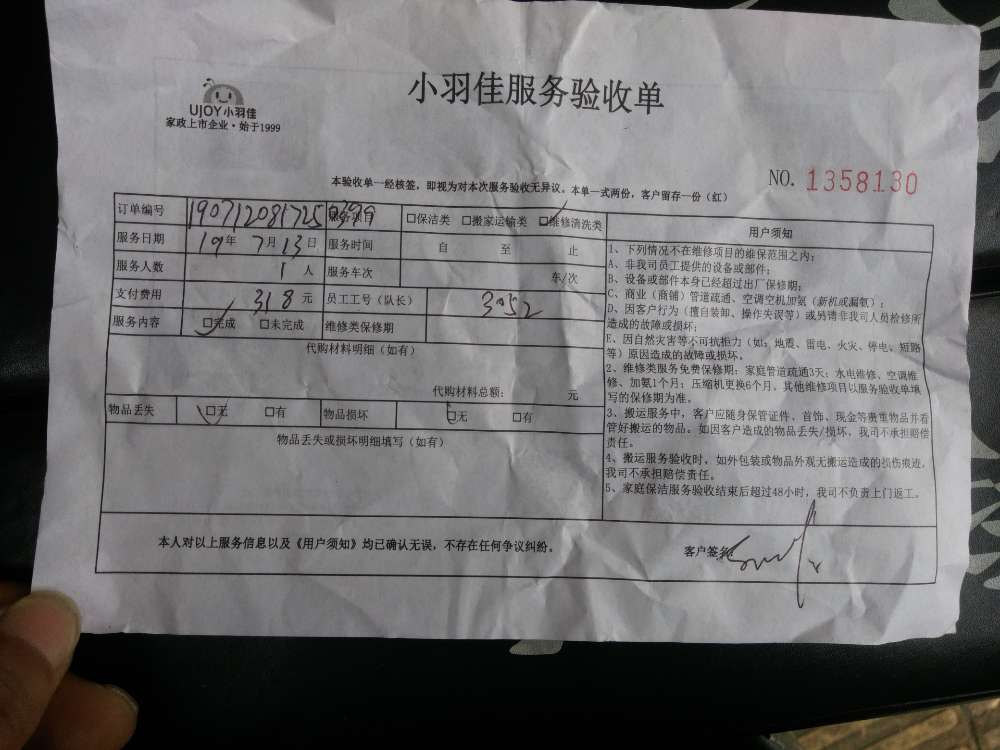 UJOY小羽佳
家政上市企业·始于1999
小羽佳服务验收单
本验收单一经核签，即视为对本次服务验收无异议。本单一式两份，客户留存一份（红）
NO. 1358130
订单编号 190712081725 □保洁类 □搬家运输类 □维修清洗类
服务日期 19年 7月13日 服务时间 自 至 止
服务人数 1 人 服务车次 车/次
支付费用 318 元 员工工号（队长） 3052
服务内容 □完成 □未完成 维修类保修期
代购材料明细（如有）
代购材料总额： 元
物品丢失 □无 □有 物品损坏 □无 □有
物品丢失或损坏明细填写（如有）
用户须知
1、下列情况不在维修项目的维保范围之内：
A、非我司员工提供的设备或部件；
B、设备或部件本身已经超过出厂保修期；
C、商业（商铺）管道疏通、空调空机加氨（新机或漏氨）；
D、因客户行为（擅自装卸、操作失误等）或另请非我司人员检修所
造成的故障或损坏；
E、因自然灾害等不可抗拒力（如：地震、雷电、火灾、停电、短路
等）原因造成的故障或损坏。
2、维修类服务免费保修期：家庭管道疏通3天；水电维修、空调维
修、加氨1个月；压缩机更换6个月。其他维修项目以服务验收单填
写的保修期为准。
3、搬运服务中，客户应随身保管证件、首饰、现金等贵重物品并看
管好搬运的物品。如因客户造成的物品丢失/损坏，我司不承担赔偿
责任。
4、搬运服务验收时，如外包装或物品外观无搬运造成的损伤痕迹，
我司不承担赔偿责任。
5、家庭保洁服务验收结束后超过48小时，我司不负责上门返工。
本人对以上服务信息以及《用户须知》均已确认无误，不存在任何争议纠纷。
客户签名